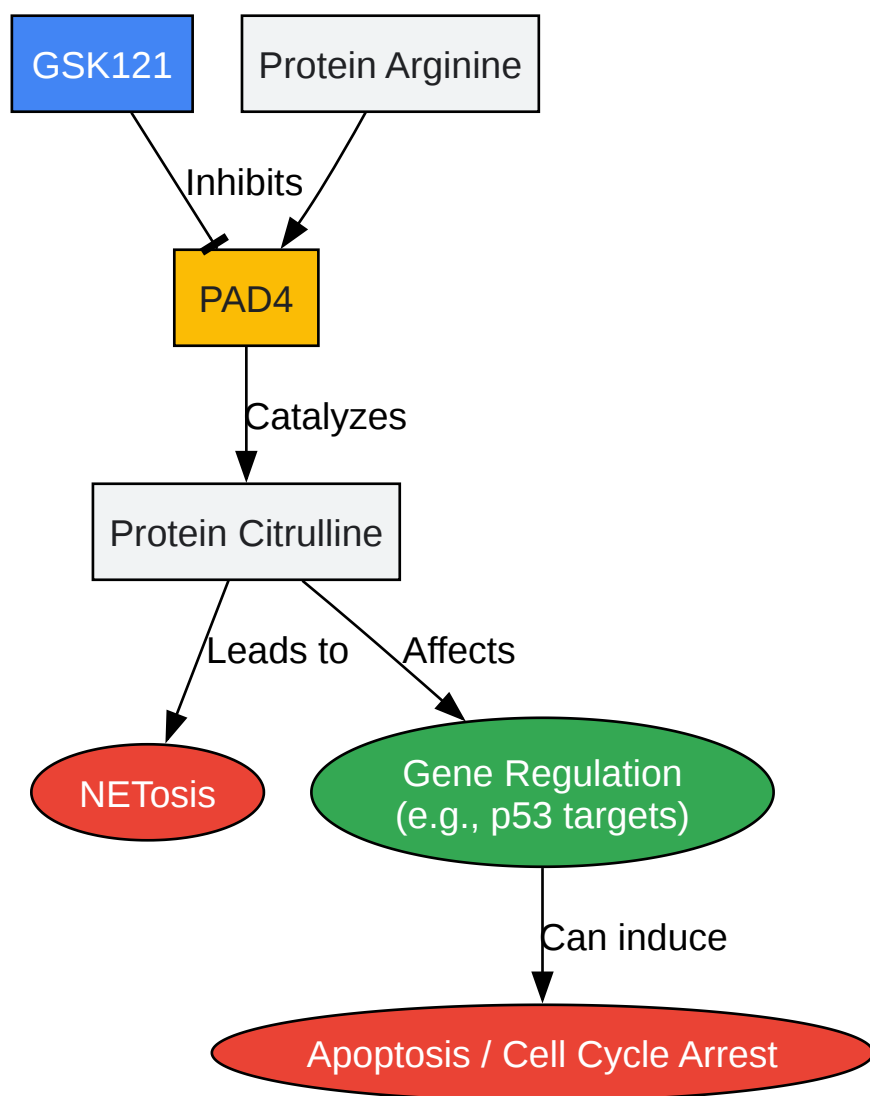 GSK121
Protein Arginine
Inhibits
PAD4
Catalyzes
Protein Citrulline
Leads to
Affects
NETosis
Gene Regulation
(e.g., p53 targets)
Can induce
Apoptosis / Cell Cycle Arrest